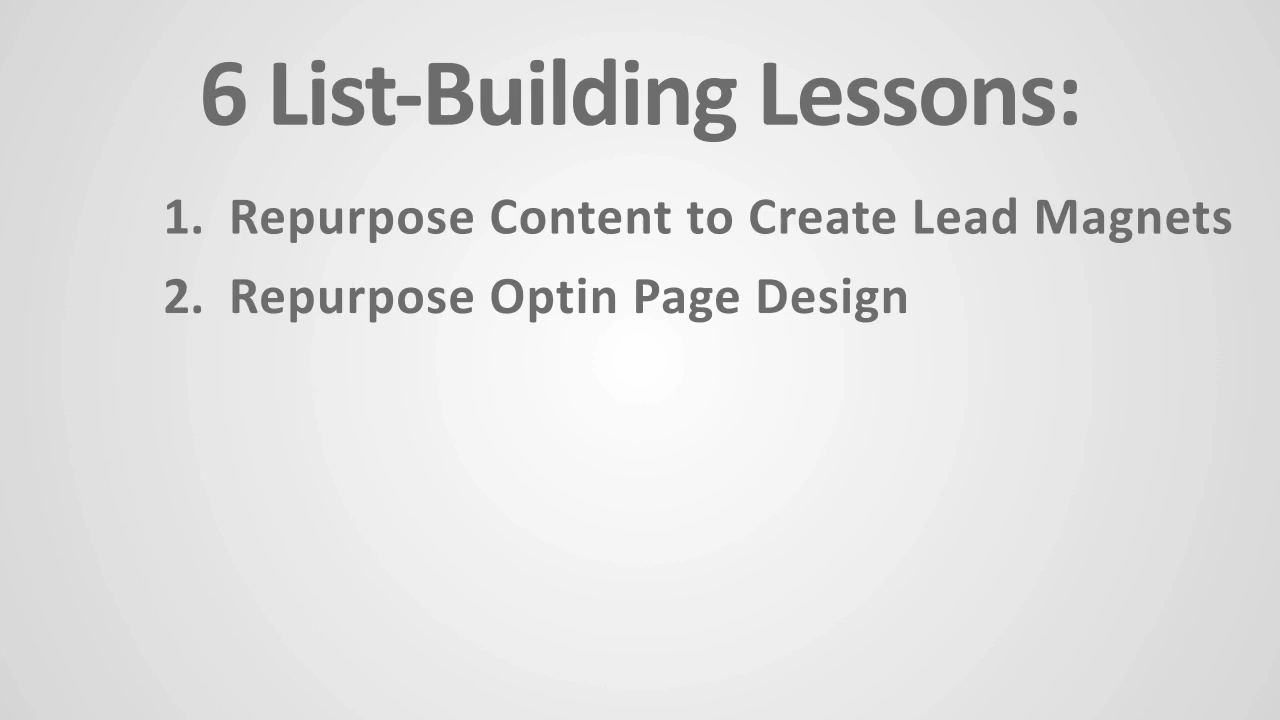 6 List-Building Lessons:
1. Repurpose Content to Create Lead Magnets
2. Repurpose Optin Page Design